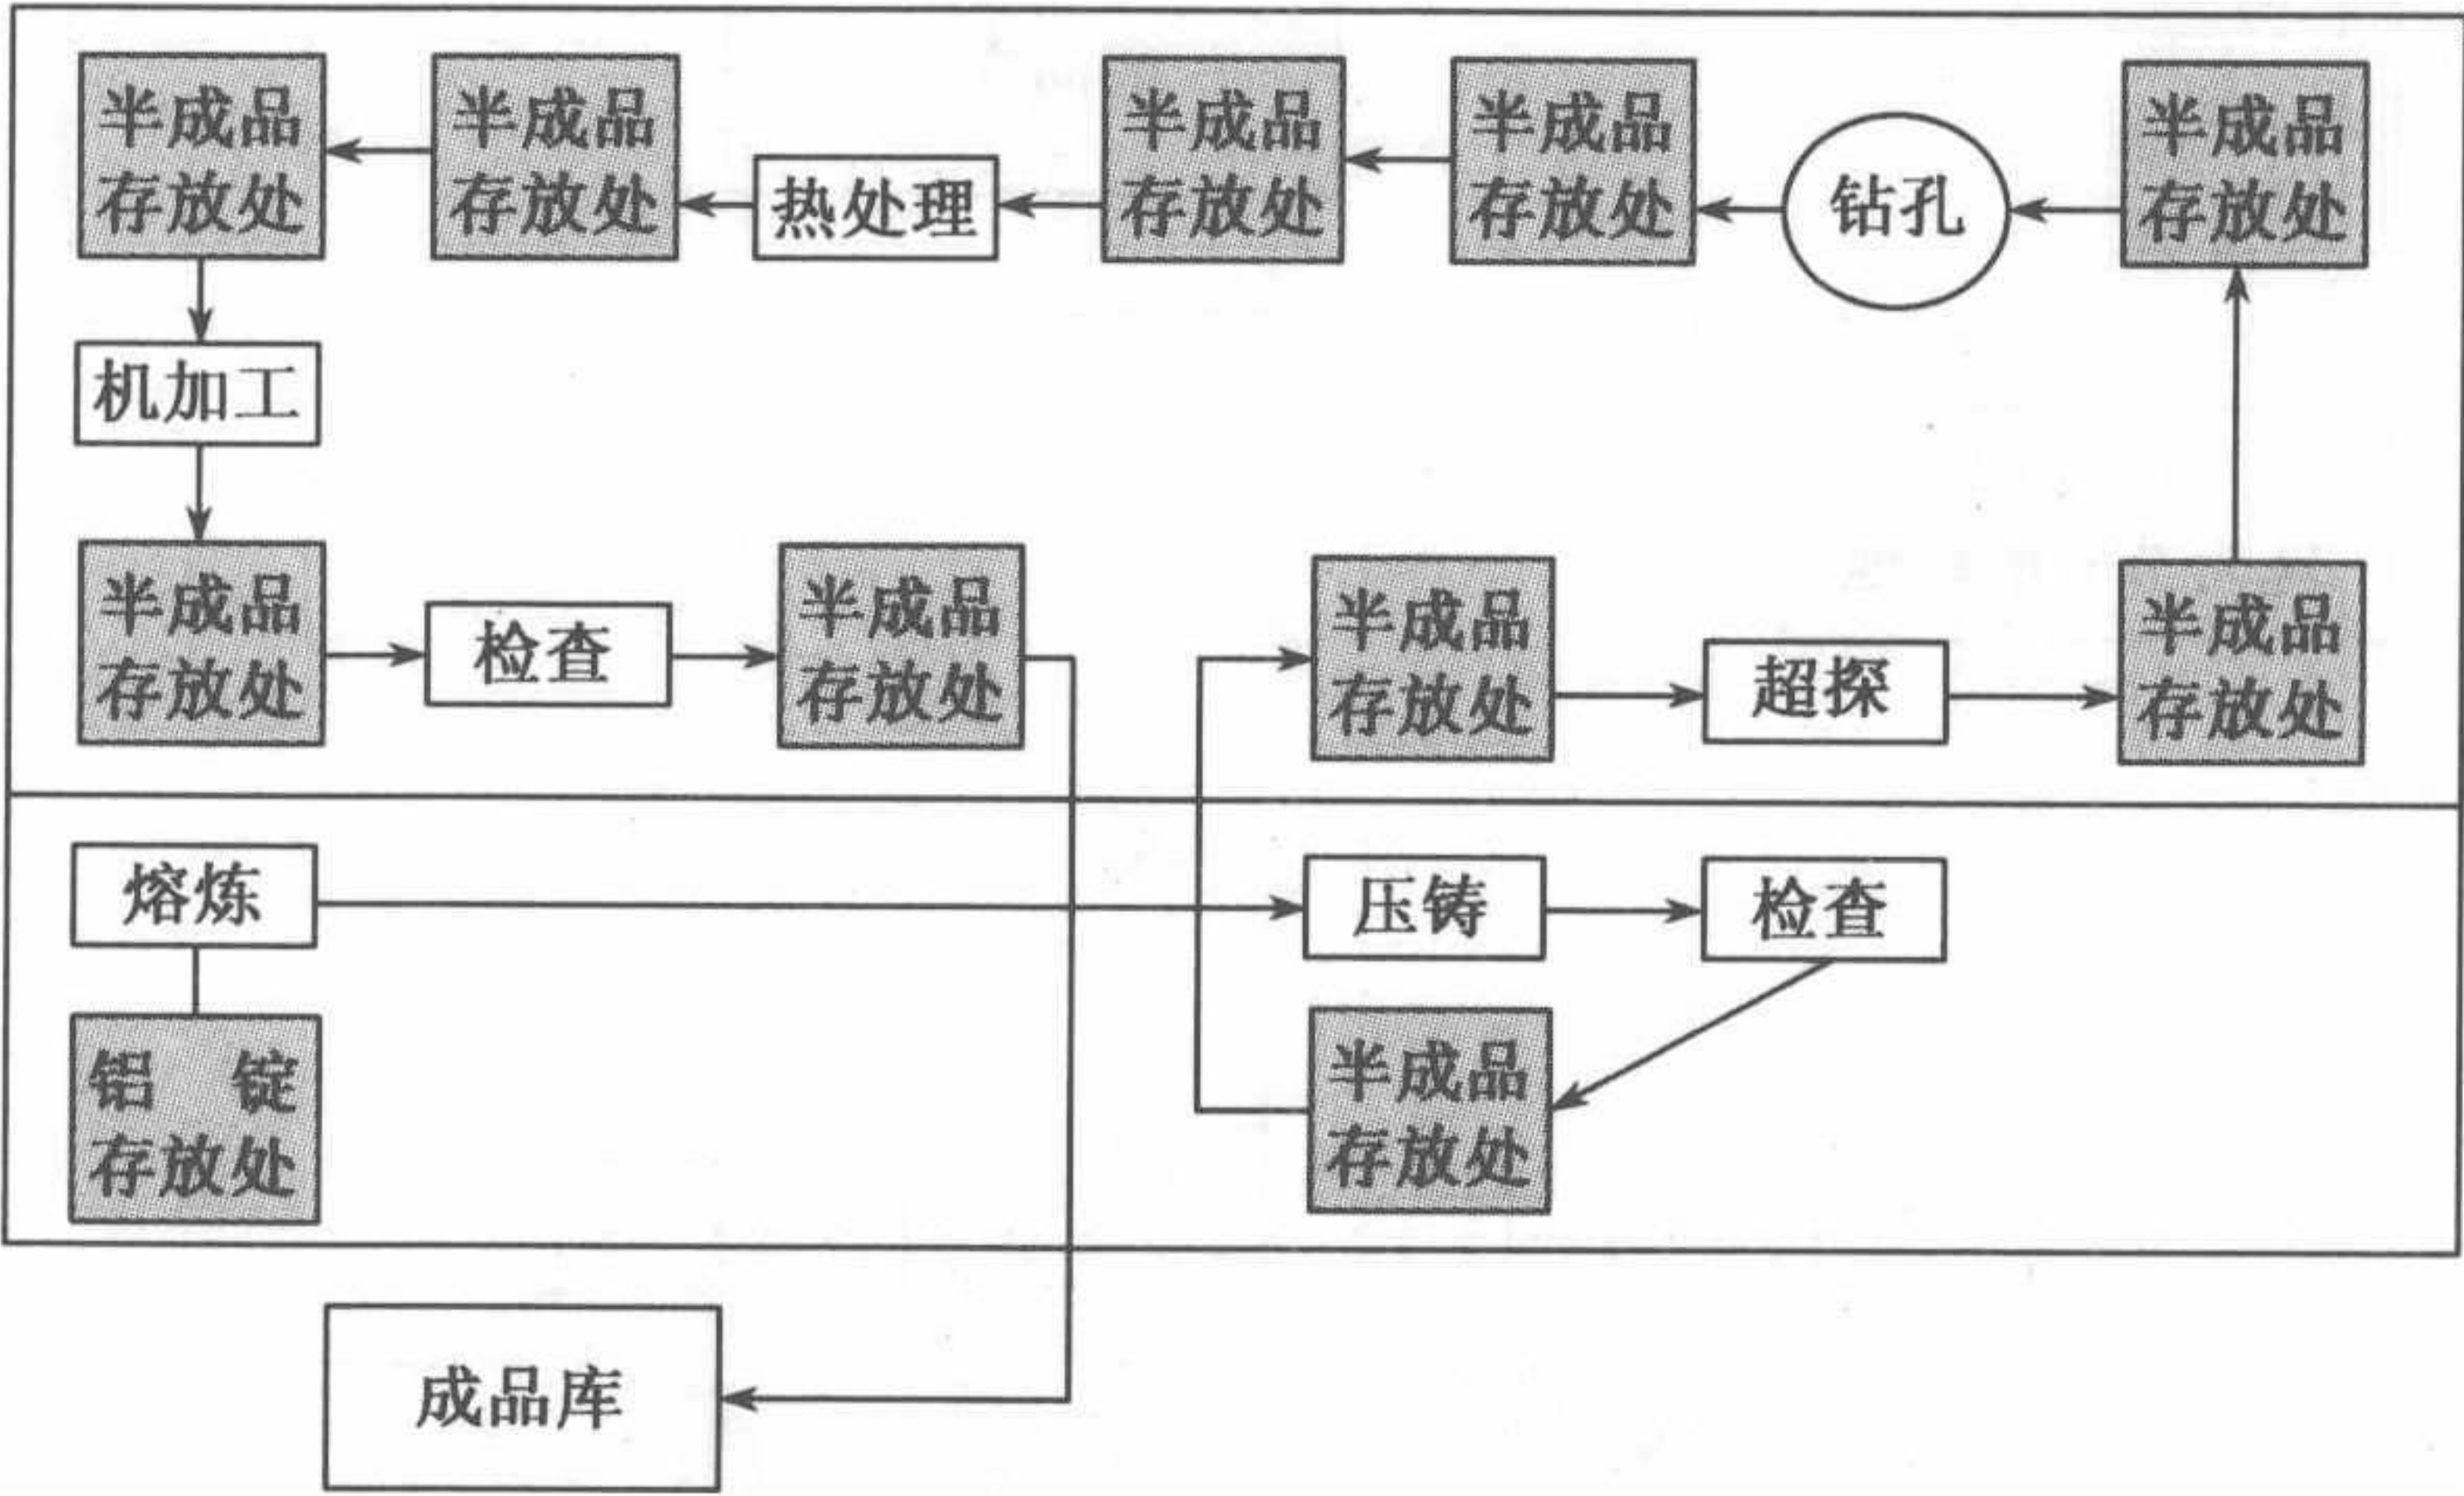 半成品
存放处
半成品
存放处
热处理
半成品
存放处
半成品
存放处
钻孔
半成品
存放处
机加工
半成品
存放处
检查
半成品
存放处
半成品
存放处
超探
半成品
存放处
熔炼
压铸
检查
铝 锭
存放处
半成品
存放处
成品库